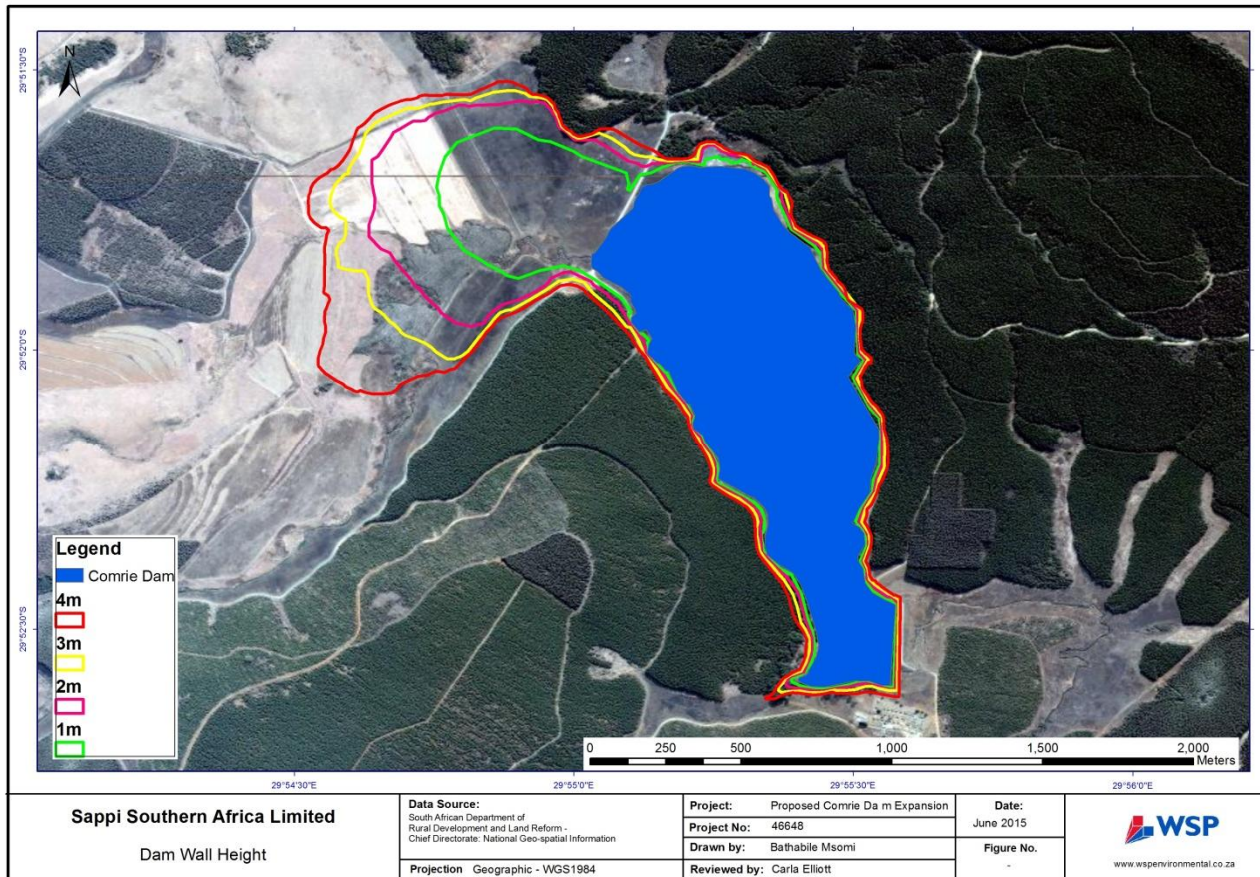 N
29°51'30"S
29°52'0"S
29°52'30"S
Legend
Comrie Dam
4m
3m
2m
1m
0 250 500 1,000 1,500 2,000
Meters
29°54'30"E 29°55'0"E 29°55'30"E 29°56'0"E
Sappi Southern Africa Limited
Dam Wall Height
Data Source:
South African Department of
Rural Development and Land Reform -
Chief Directorate: National Geo-spatial Information
Projection Geographic - WGS1984
Project: Proposed Comrie Da m Expansion
Project No: 46648
Drawn by: Bathabile Msomi
Reviewed by: Carla Elliott
Date:
June 2015
Figure No.
-
WSP
www.wspenvironmental.co.za